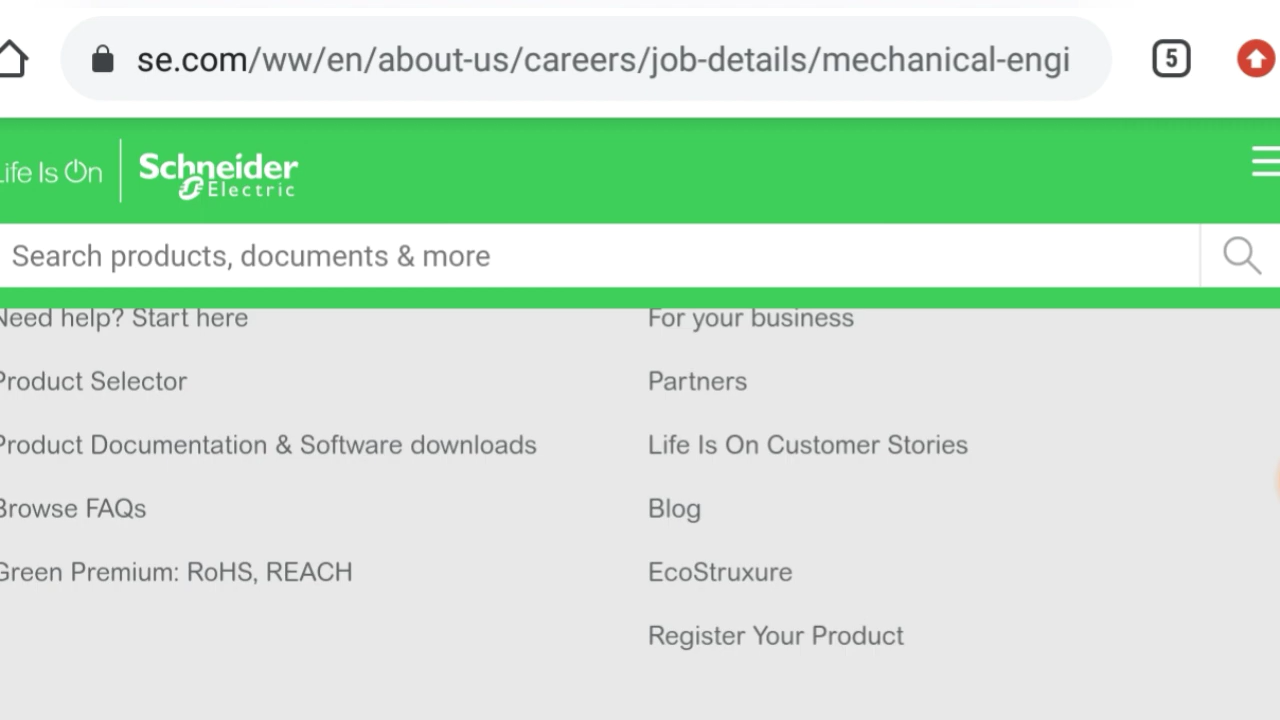 se.com/ww/en/about-us/careers/job-details/mechanical-engi
5
Life Is On
Schneider
Electric
Search products, documents & more
Need help? Start here
Product Selector
Product Documentation & Software downloads
Browse FAQs
Green Premium: RoHS, REACH
For your business
Partners
Life Is On Customer Stories
Blog
EcoStruxure
Register Your Product